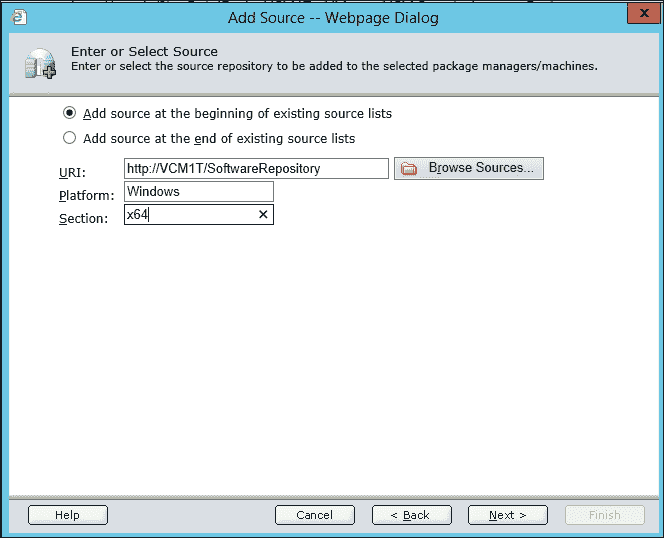 Add Source -- Webpage Dialog
x
Enter or Select Source
Enter or select the source repository to be added to the selected package managers/machines.
Add source at the beginning of existing source lists
Add source at the end of existing source lists
URI: http://VCM1T/SoftwareRepository Browse Sources...
Platform: Windows
Section: x64 ✕
Help Cancel < Back Next > Finish